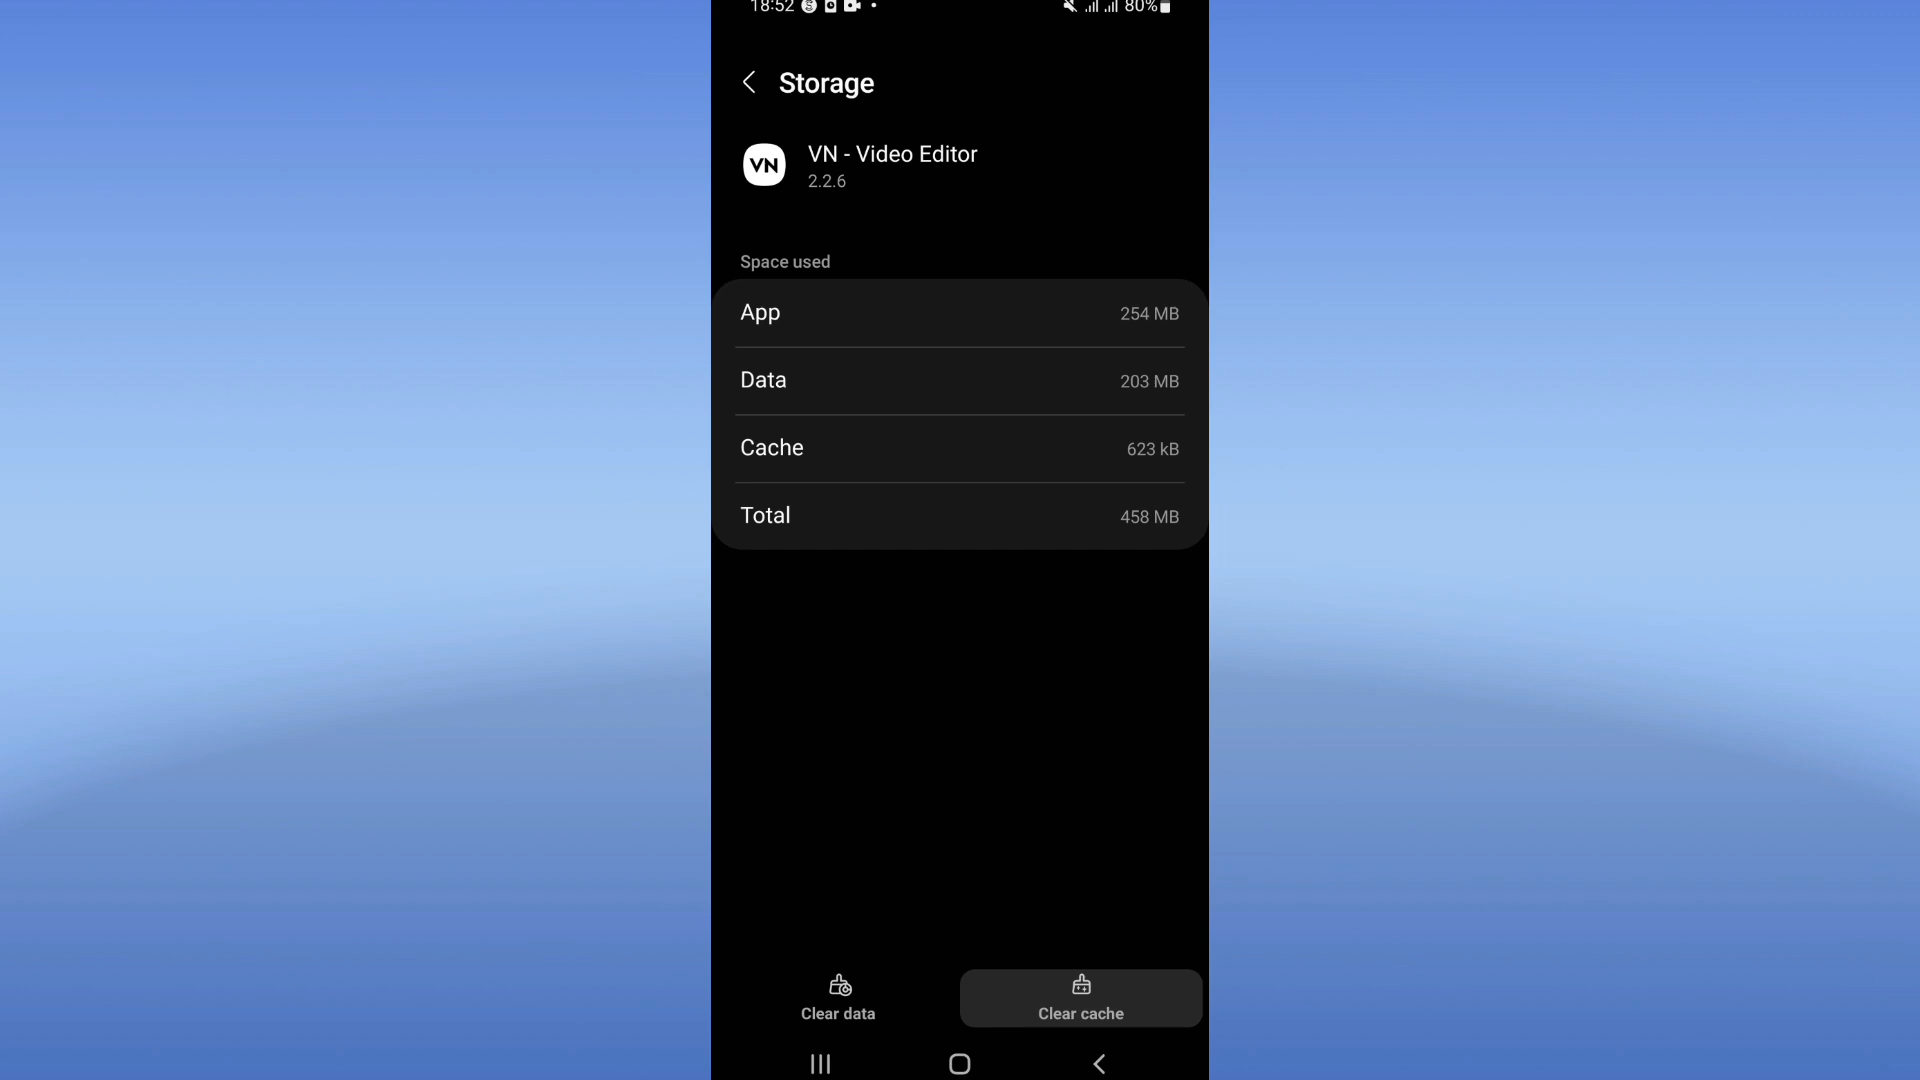 18:52 80%
Storage
VN
VN - Video Editor
2.2.6
Space used
App 254 MB
Data 203 MB
Cache 623 kB
Total 458 MB
Clear data Clear cache